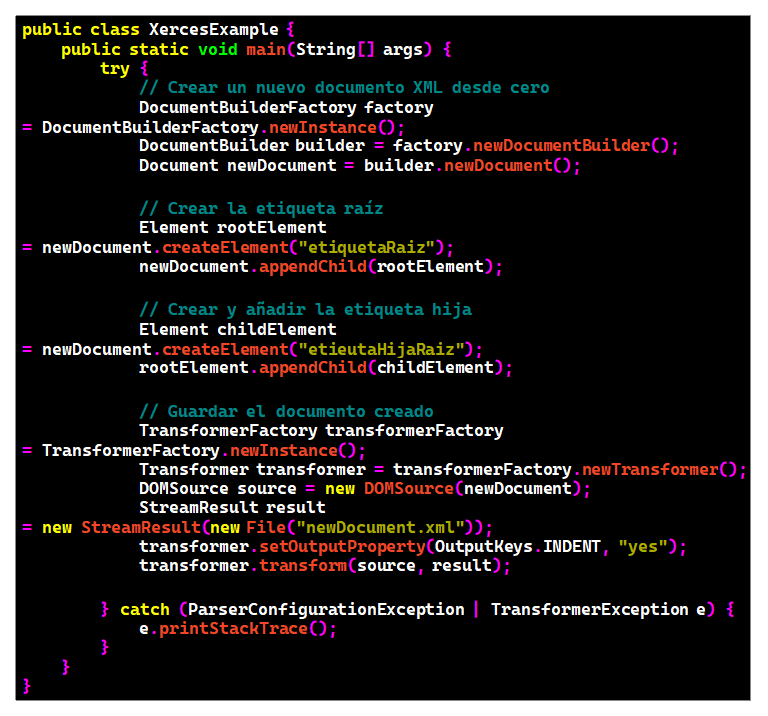 public class XercesExample {
    public static void main(String[] args) {
        try {
            // Crear un nuevo documento XML desde cero
            DocumentBuilderFactory factory
= DocumentBuilderFactory.newInstance();
            DocumentBuilder builder = factory.newDocumentBuilder();
            Document newDocument = builder.newDocument();

            // Crear la etiqueta raíz
            Element rootElement
= newDocument.createElement("etiquetaRaiz");
            newDocument.appendChild(rootElement);

            // Crear y añadir la etiqueta hija
            Element childElement
= newDocument.createElement("etieutaHijaRaiz");
            rootElement.appendChild(childElement);

            // Guardar el documento creado
            TransformerFactory transformerFactory
= TransformerFactory.newInstance();
            Transformer transformer = transformerFactory.newTransformer();
            DOMSource source = new DOMSource(newDocument);
            StreamResult result
= new StreamResult(new File("newDocument.xml"));
            transformer.setOutputProperty(OutputKeys.INDENT, "yes");
            transformer.transform(source, result);

        } catch (ParserConfigurationException | TransformerException e) {
            e.printStackTrace();
        }
    }
}